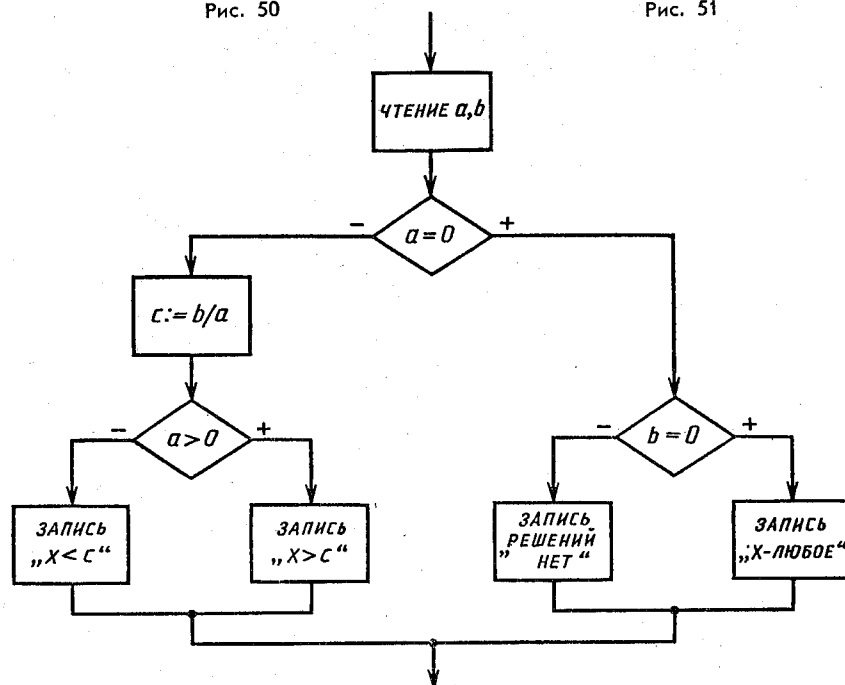 Рис. 50
Рис. 51
ЧТЕНИЕ a,b
a=0
−
+
c:= b/a
a>0
−
+
b=0
−
+
ЗАПИСЬ
„X< C“
ЗАПИСЬ
„X>C“
ЗАПИСЬ
„РЕШЕНИЙ
НЕТ“
ЗАПИСЬ
„X-ЛЮБОЕ“